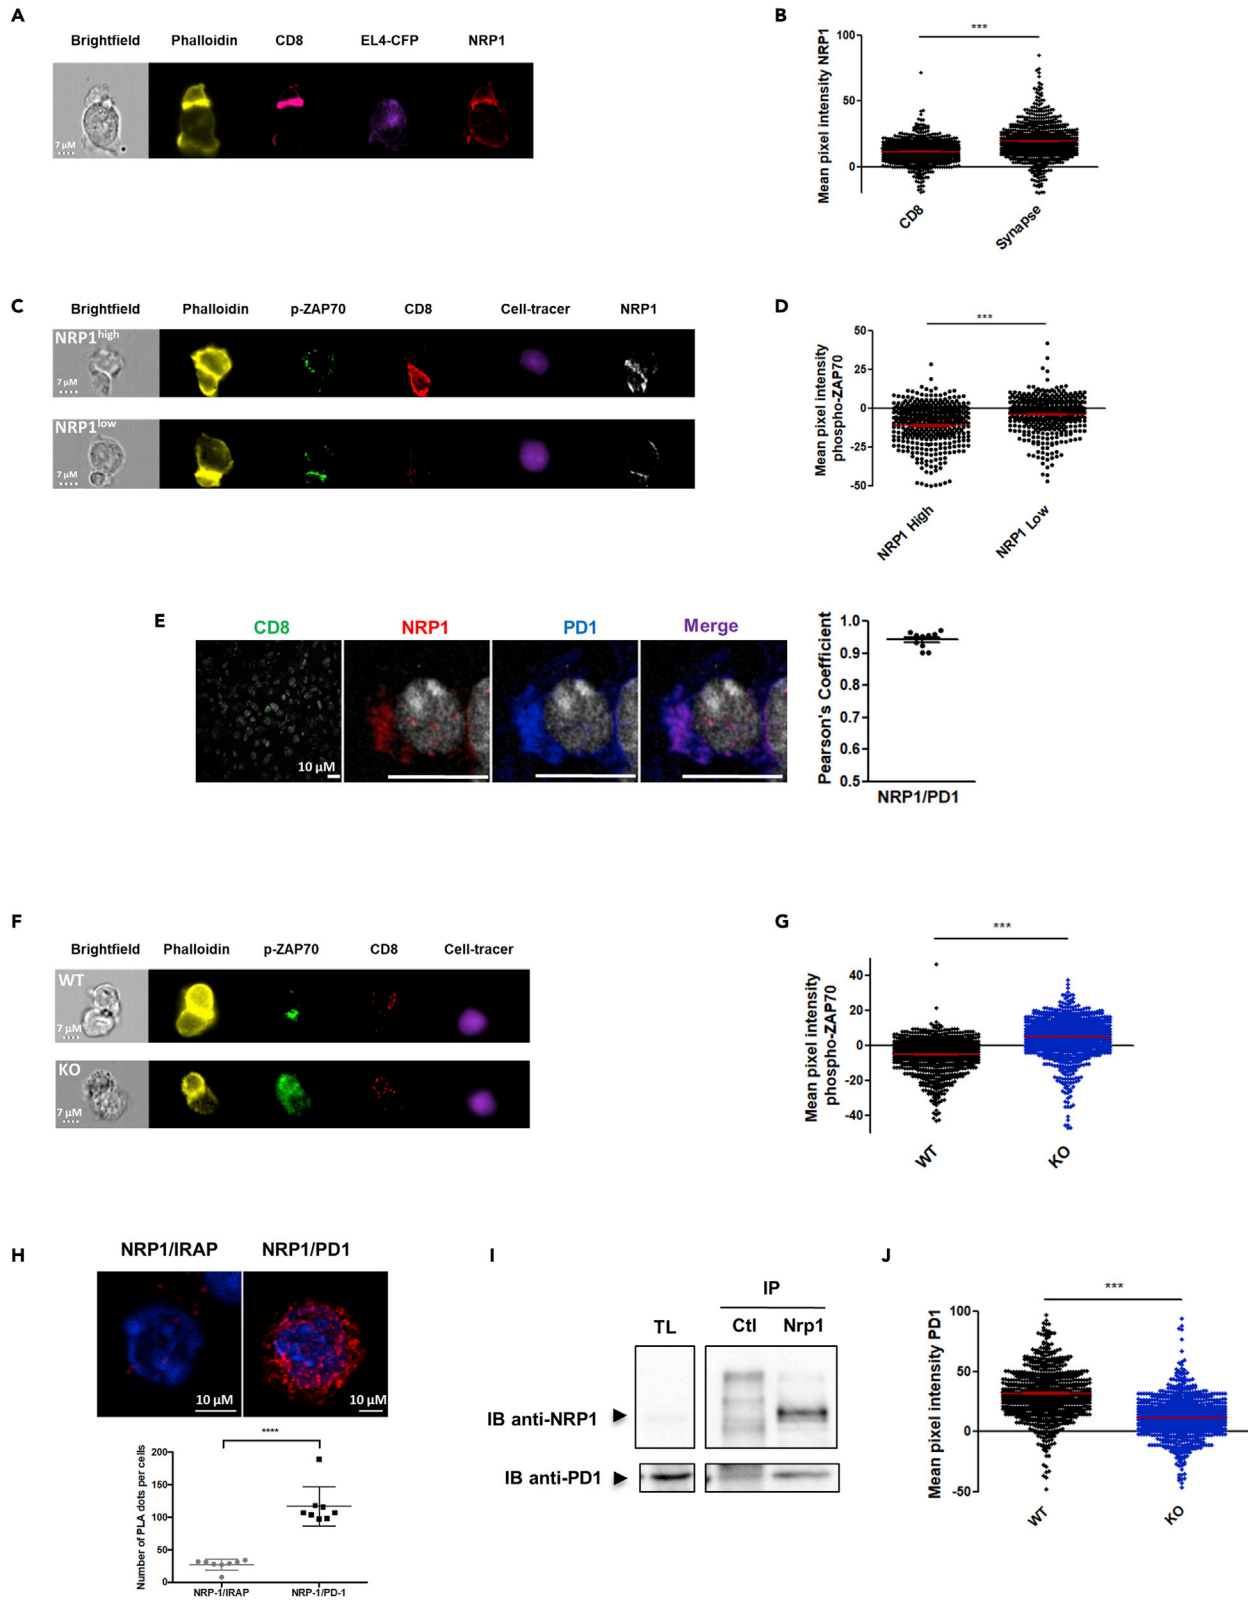 A
Brightfield Phalloidin CD8 EL4-CFP NRP1
7 µM
B
***
Mean pixel intensity NRP1
100
50
0
CD8 Synapse
C
Brightfield Phalloidin p-ZAP70 CD8 Cell-tracer NRP1
NRP1high
7 µM
NRP1low
7 µM
D
***
Mean pixel intensity
phospho-ZAP70
50
25
0
-25
-50
NRP1 High NRP1 Low
E
CD8 NRP1 PD1 Merge
10 µM
Pearson's Coefficient
1.0
0.9
0.8
0.7
0.6
0.5
NRP1/PD1
F
Brightfield Phalloidin p-ZAP70 CD8 Cell-tracer
WT
7 µM
KO
7 µM
G
***
Mean pixel intensity
phospho-ZAP70
40
20
0
-20
-40
WT KO
H
NRP1/IRAP NRP1/PD1
10 µM 10 µM
****
Number of PLA dots per cells
200
150
100
50
0
NRP-1/IRAP NRP-1/PD-1
I
IP
TL Ctl Nrp1
IB anti-NRP1
IB anti-PD1
J
***
Mean pixel intensity PD1
100
50
0
-50
WT KO